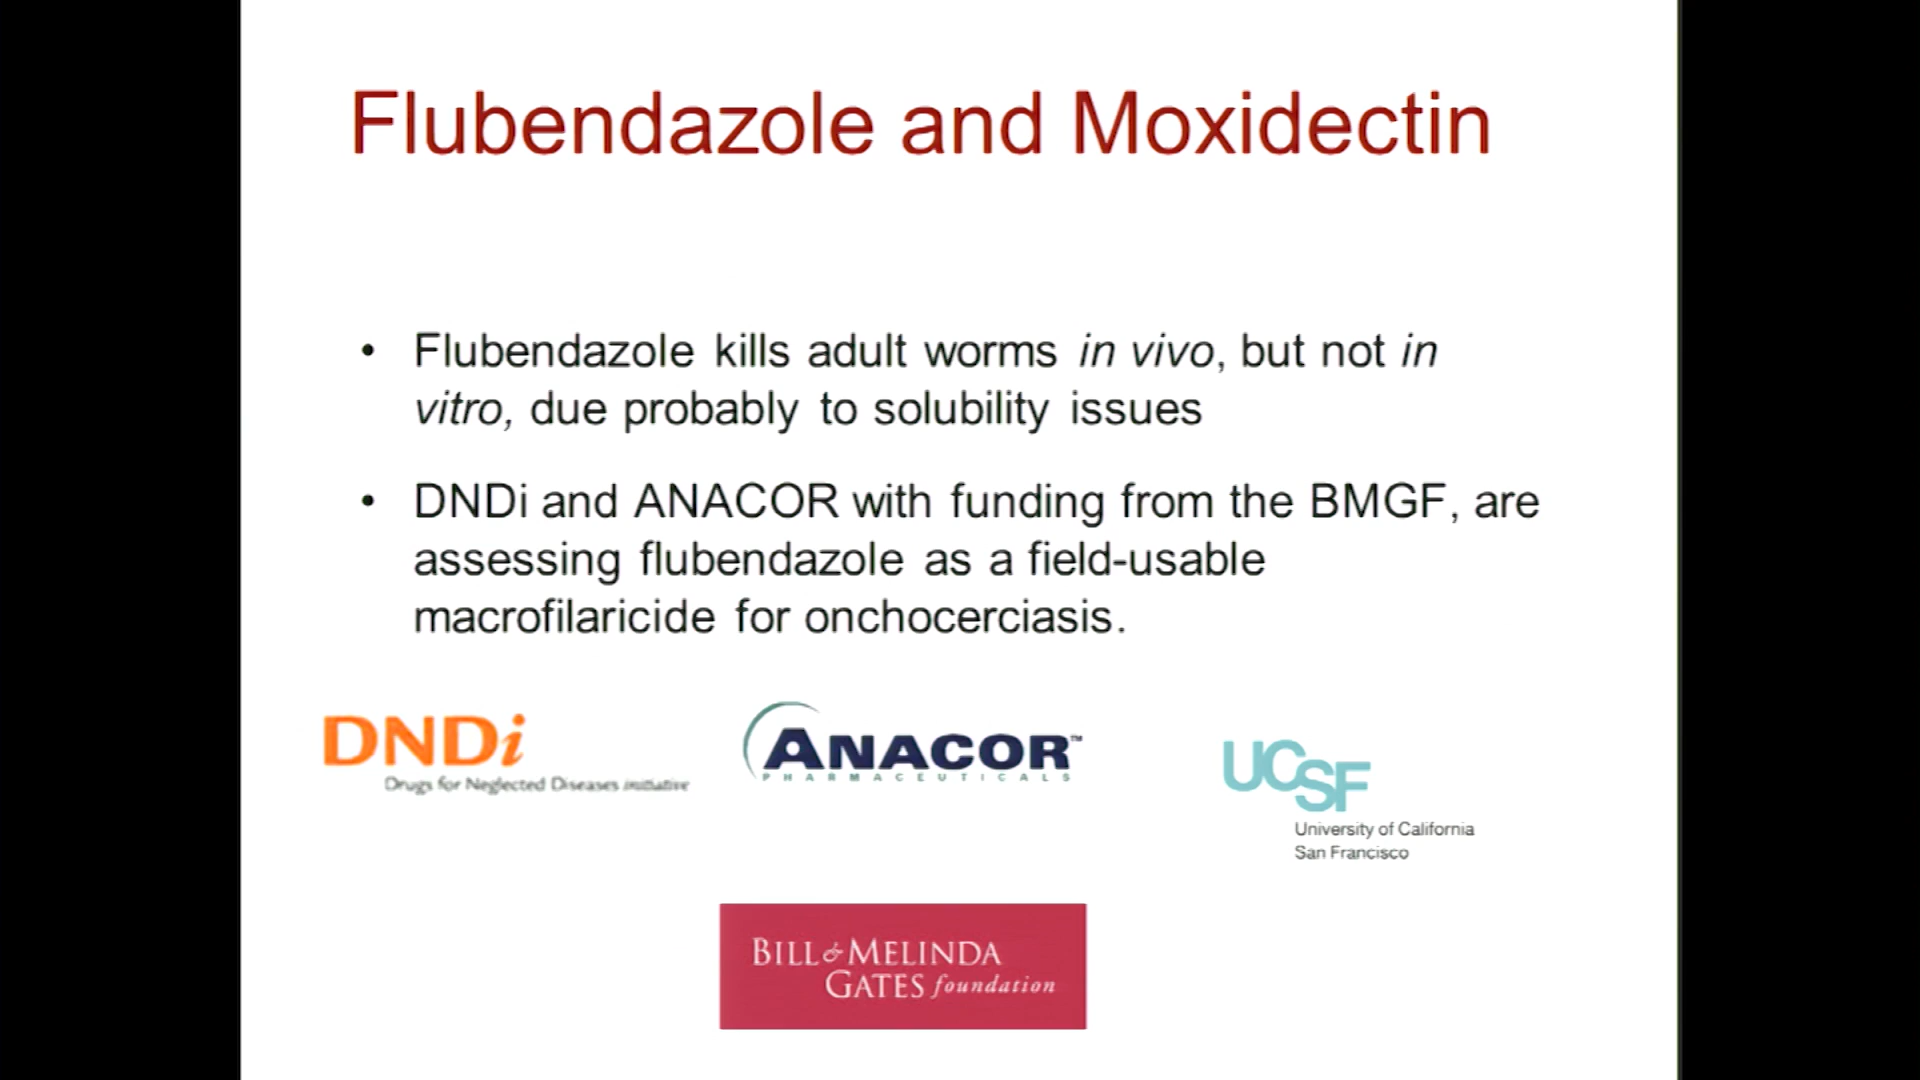 Flubendazole and Moxidectin
• Flubendazole kills adult worms in vivo, but not in
vitro, due probably to solubility issues
• DNDi and ANACOR with funding from the BMGF, are
assessing flubendazole as a field-usable
macrofilaricide for onchocerciasis.
DNDi
Drugs for Neglected Diseases initiative
ANACOR™
PHARMACEUTICALS
UCSF
University of California
San Francisco
BILL & MELINDA
GATES foundation